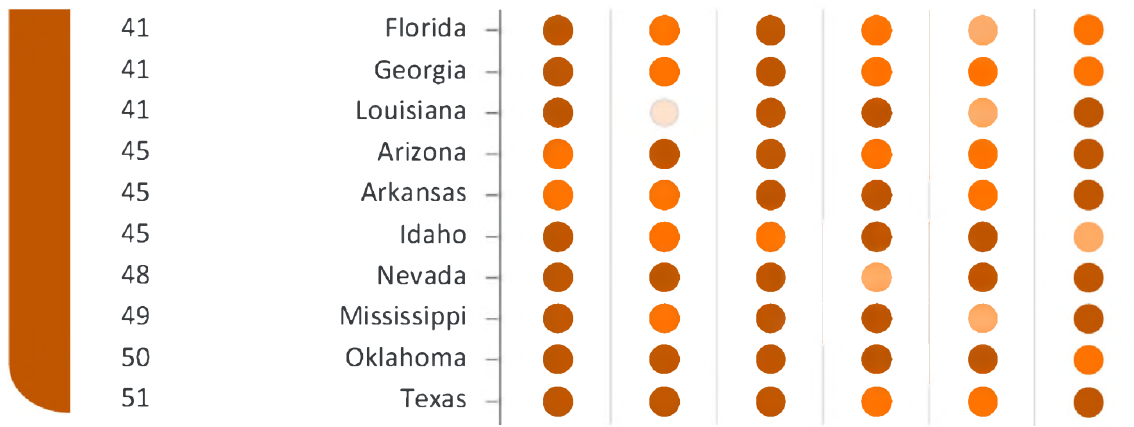 41 Florida
41 Georgia
41 Louisiana
45 Arizona
45 Arkansas
45 Idaho
48 Nevada
49 Mississippi
50 Oklahoma
51 Texas